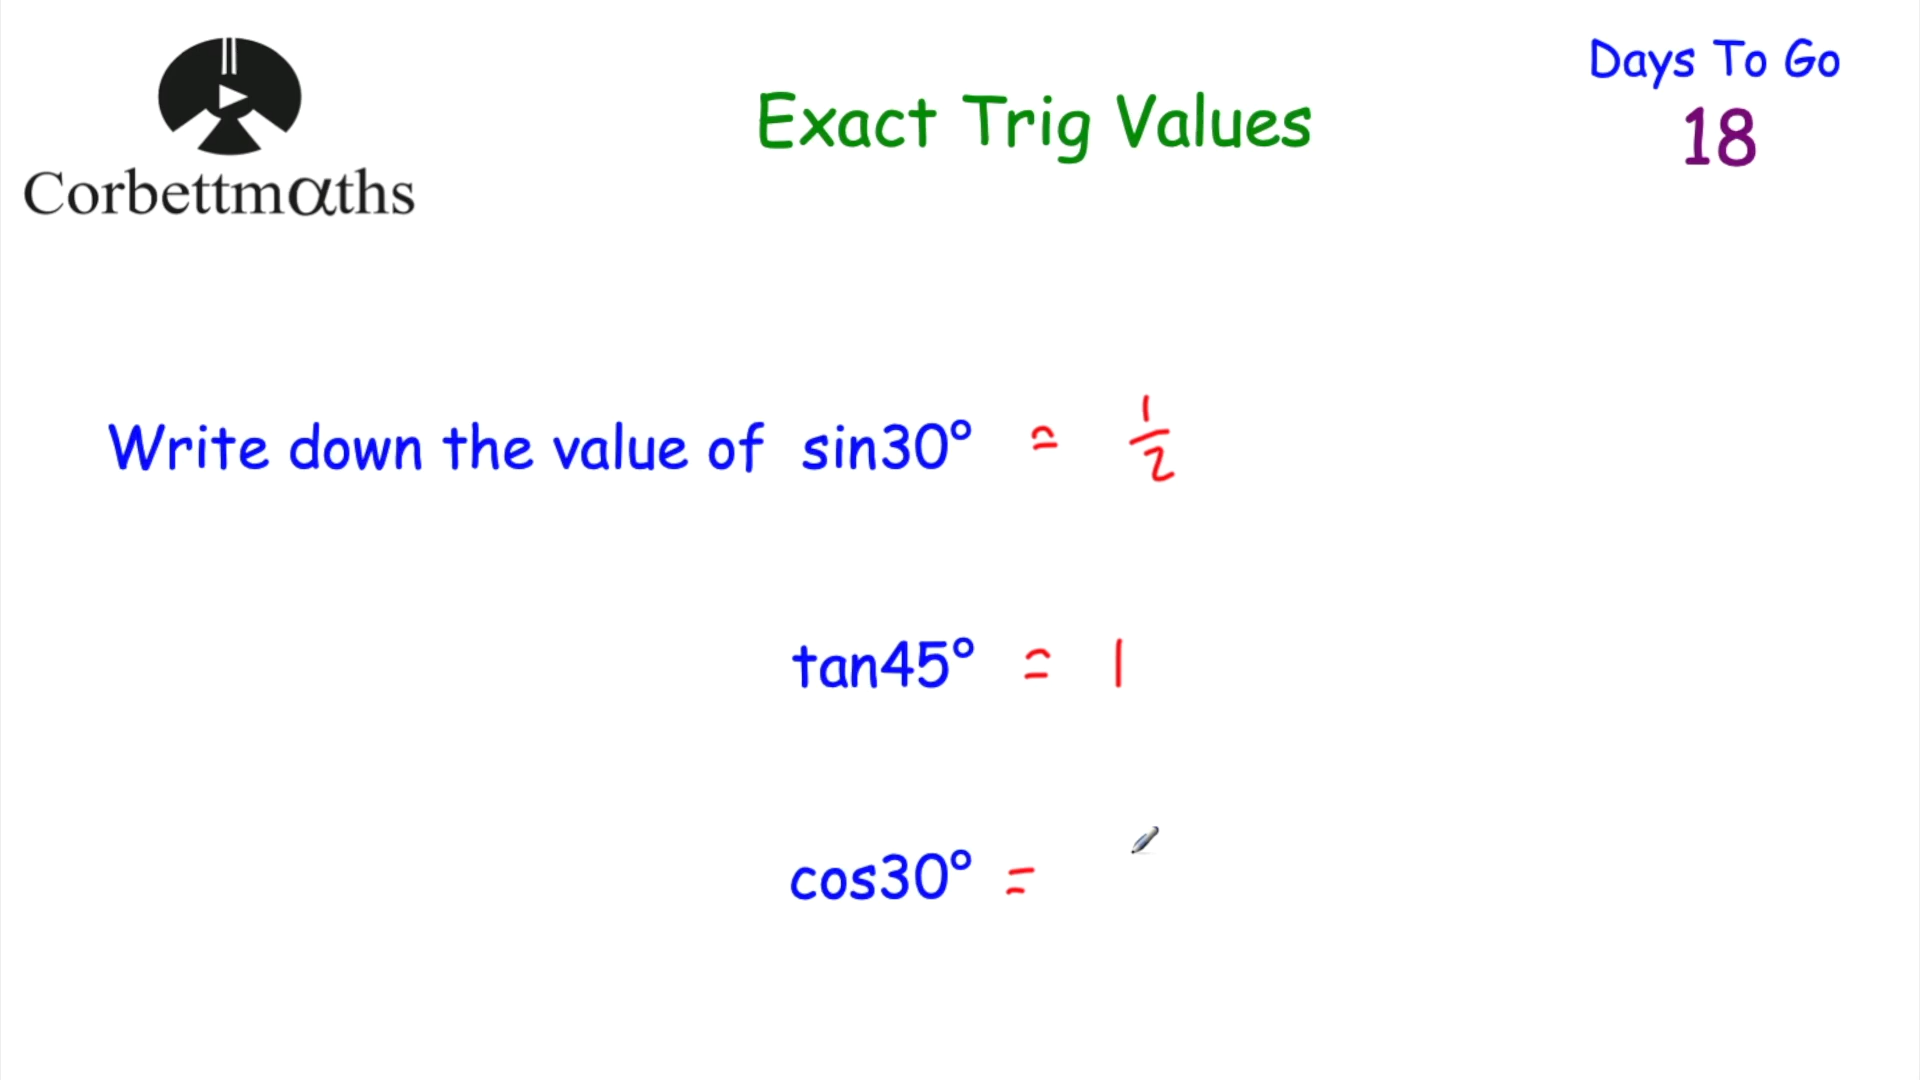 Corbettmαths
Exact Trig Values
Days To Go
18
Write down the value of sin30° = 1/2
tan45° = 1
cos30° =